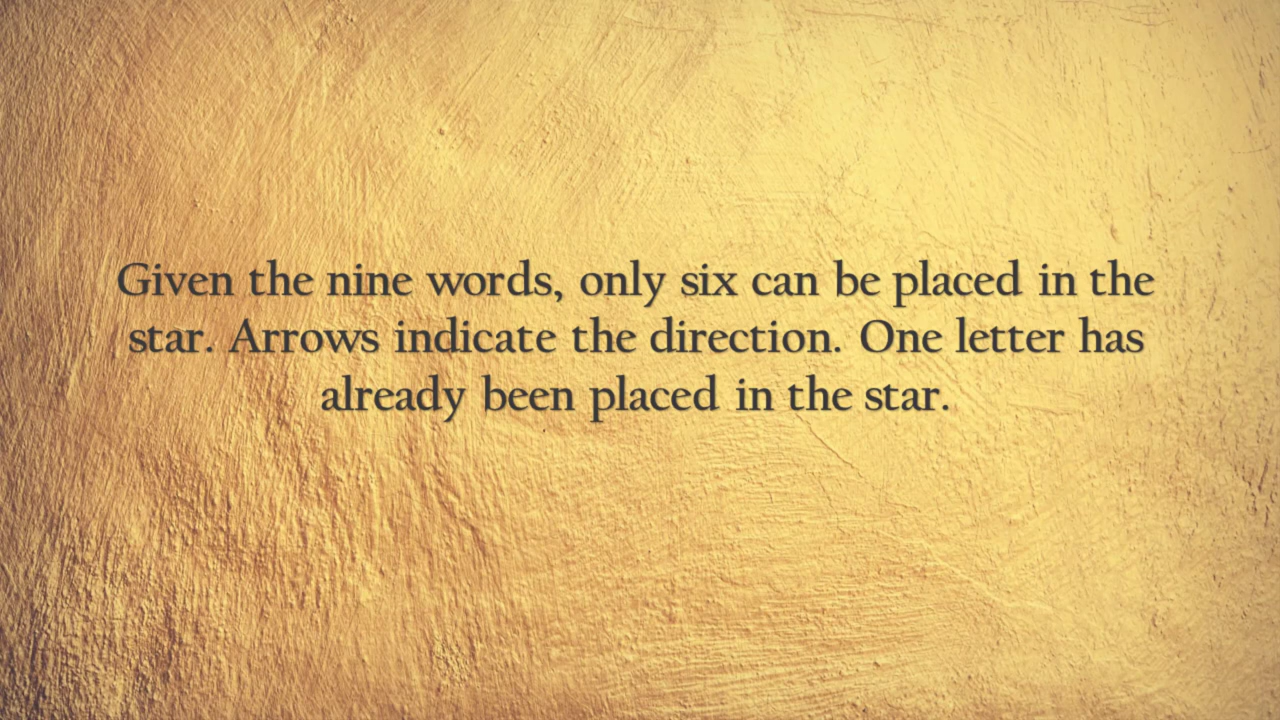 Given the nine words, only six can be placed in the
star. Arrows indicate the direction. One letter has
already been placed in the star.